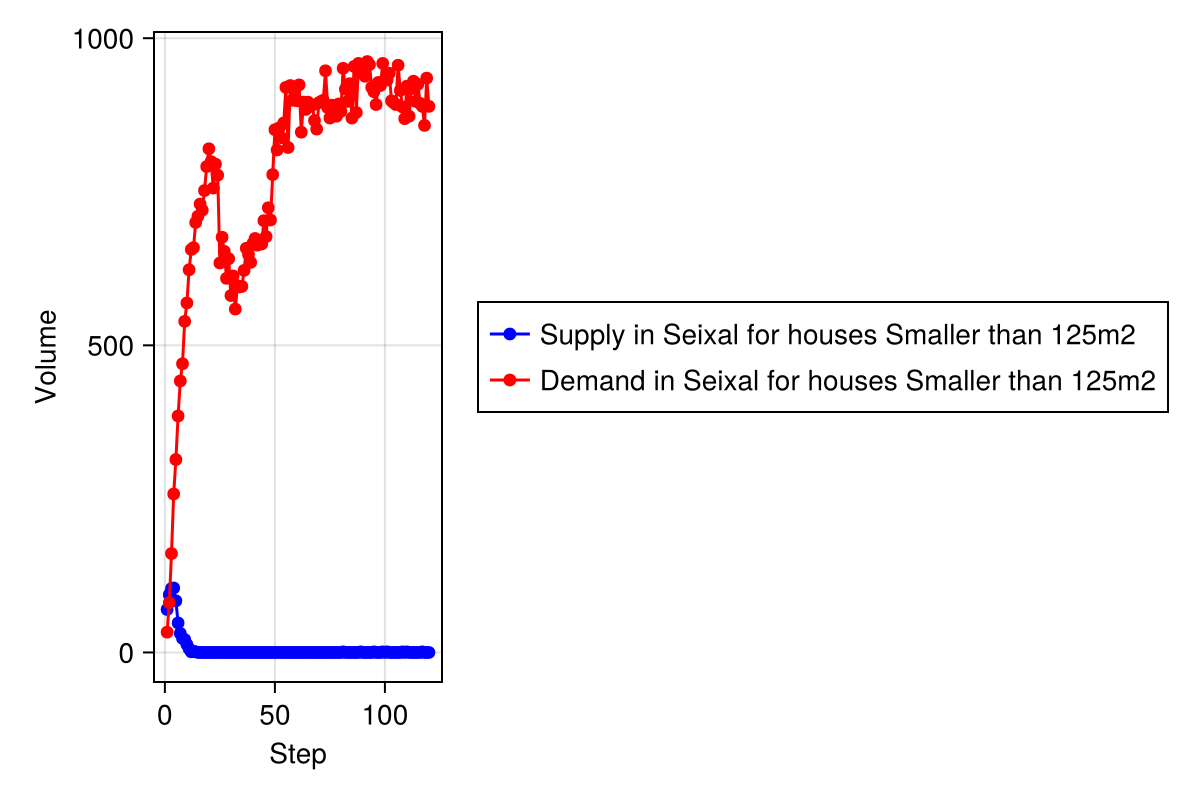 1000
500
0
Volume
0 50 100
Step
Supply in Seixal for houses Smaller than 125m2
Demand in Seixal for houses Smaller than 125m2